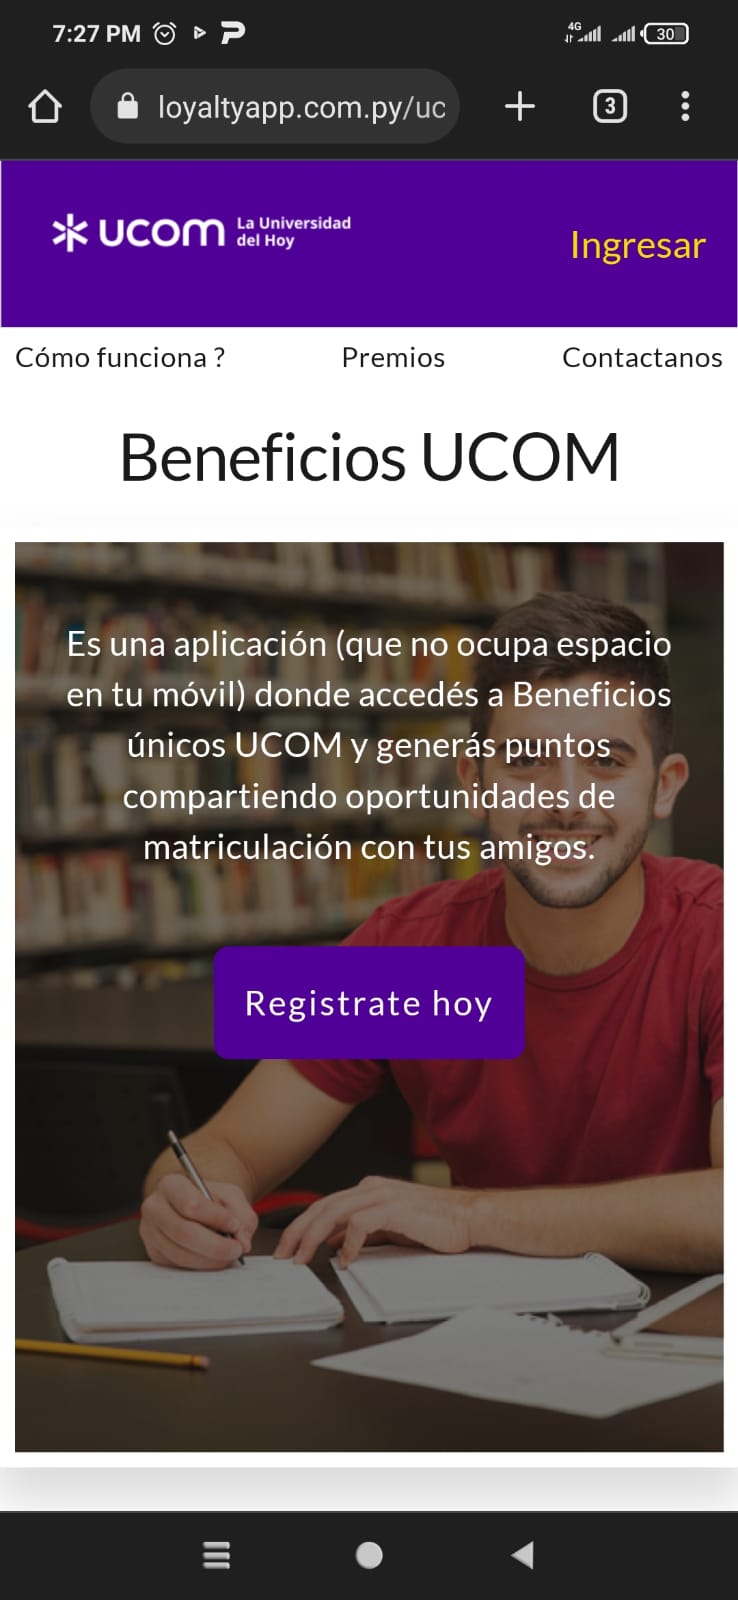 7:27 PM
4G
30
loyaltyapp.com.py/uc
3
ucom La Universidad
del Hoy
Ingresar
Cómo funciona ?
Premios
Contactanos
Beneficios UCOM
Es una aplicación (que no ocupa espacio
en tu móvil) donde accedés a Beneficios
únicos UCOM y generás puntos
compartiendo oportunidades de
matriculación con tus amigos.
Registrate hoy